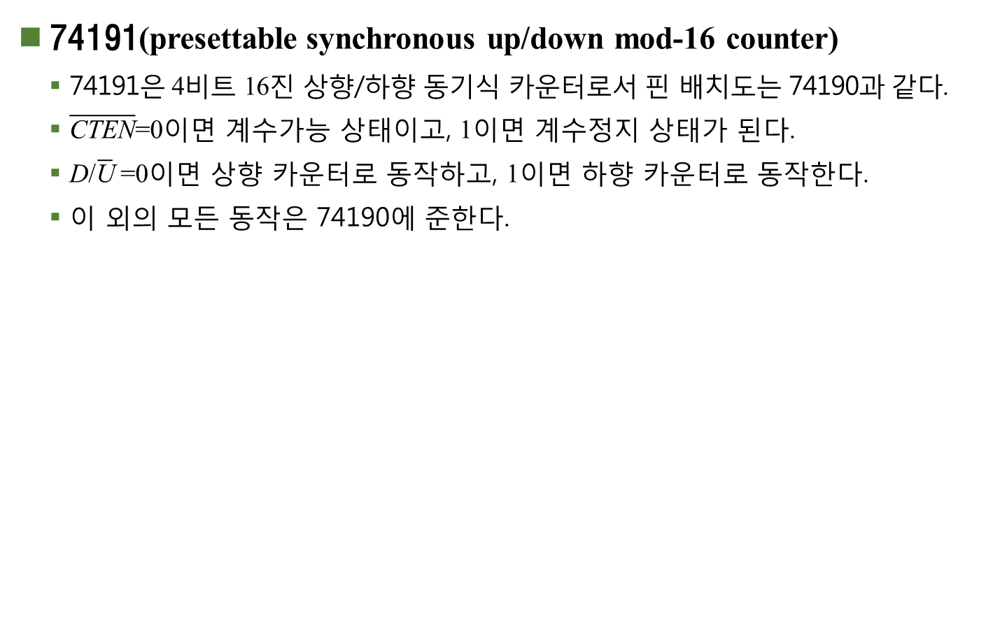 ■ 74191(presettable synchronous up/down mod-16 counter)
▪ 74191은 4비트 16진 상향/하향 동기식 카운터로서 핀 배치도는 74190과 같다.
▪ C̅T̅E̅N̅=0이면 계수가능 상태이고, 1이면 계수정지 상태가 된다.
▪ D/U̅ =0이면 상향 카운터로 동작하고, 1이면 하향 카운터로 동작한다.
▪ 이 외의 모든 동작은 74190에 준한다.